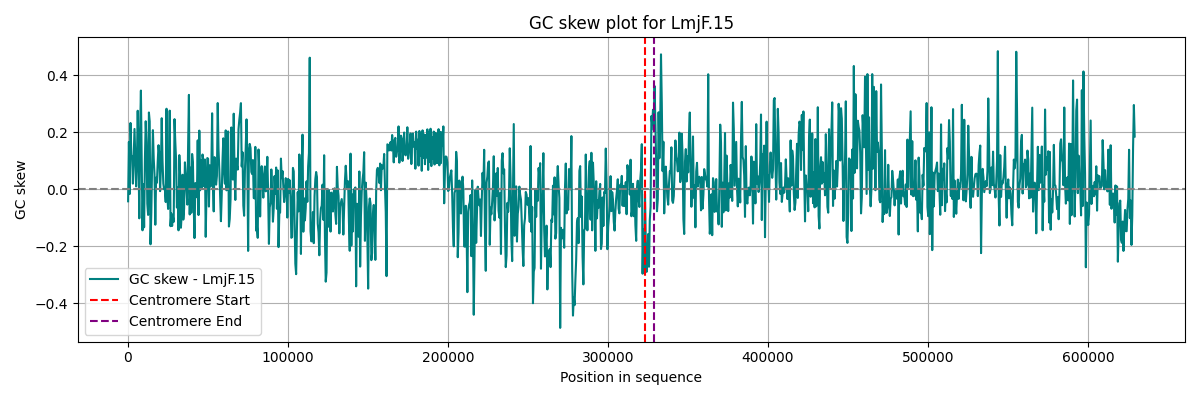 GC skew plot for LmjF.15
GC skew
0.4
0.2
0.0
−0.2
−0.4
GC skew - LmjF.15
Centromere Start
Centromere End
0
100000
200000
300000
400000
500000
600000
Position in sequence